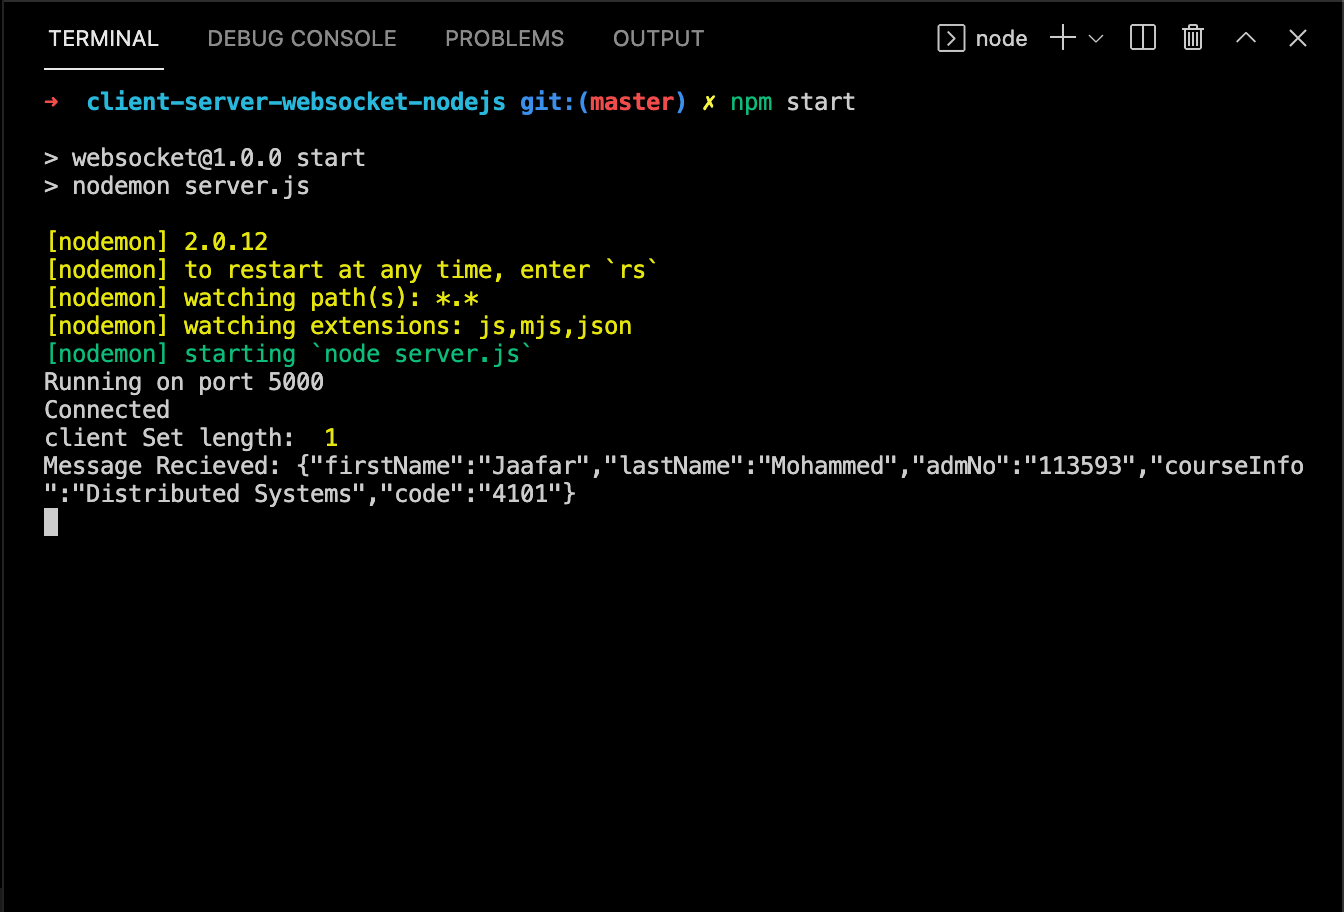 TERMINAL DEBUG CONSOLE PROBLEMS OUTPUT node
➜ client-server-websocket-nodejs git:(master) ✗ npm start
> websocket@1.0.0 start
> nodemon server.js
[nodemon] 2.0.12
[nodemon] to restart at any time, enter `rs`
[nodemon] watching path(s): *.*
[nodemon] watching extensions: js,mjs,json
[nodemon] starting `node server.js`
Running on port 5000
Connected
client Set length:  1
Message Recieved: {"firstName":"Jaafar","lastName":"Mohammed","admNo":"113593","courseInfo
":"Distributed Systems","code":"4101"}